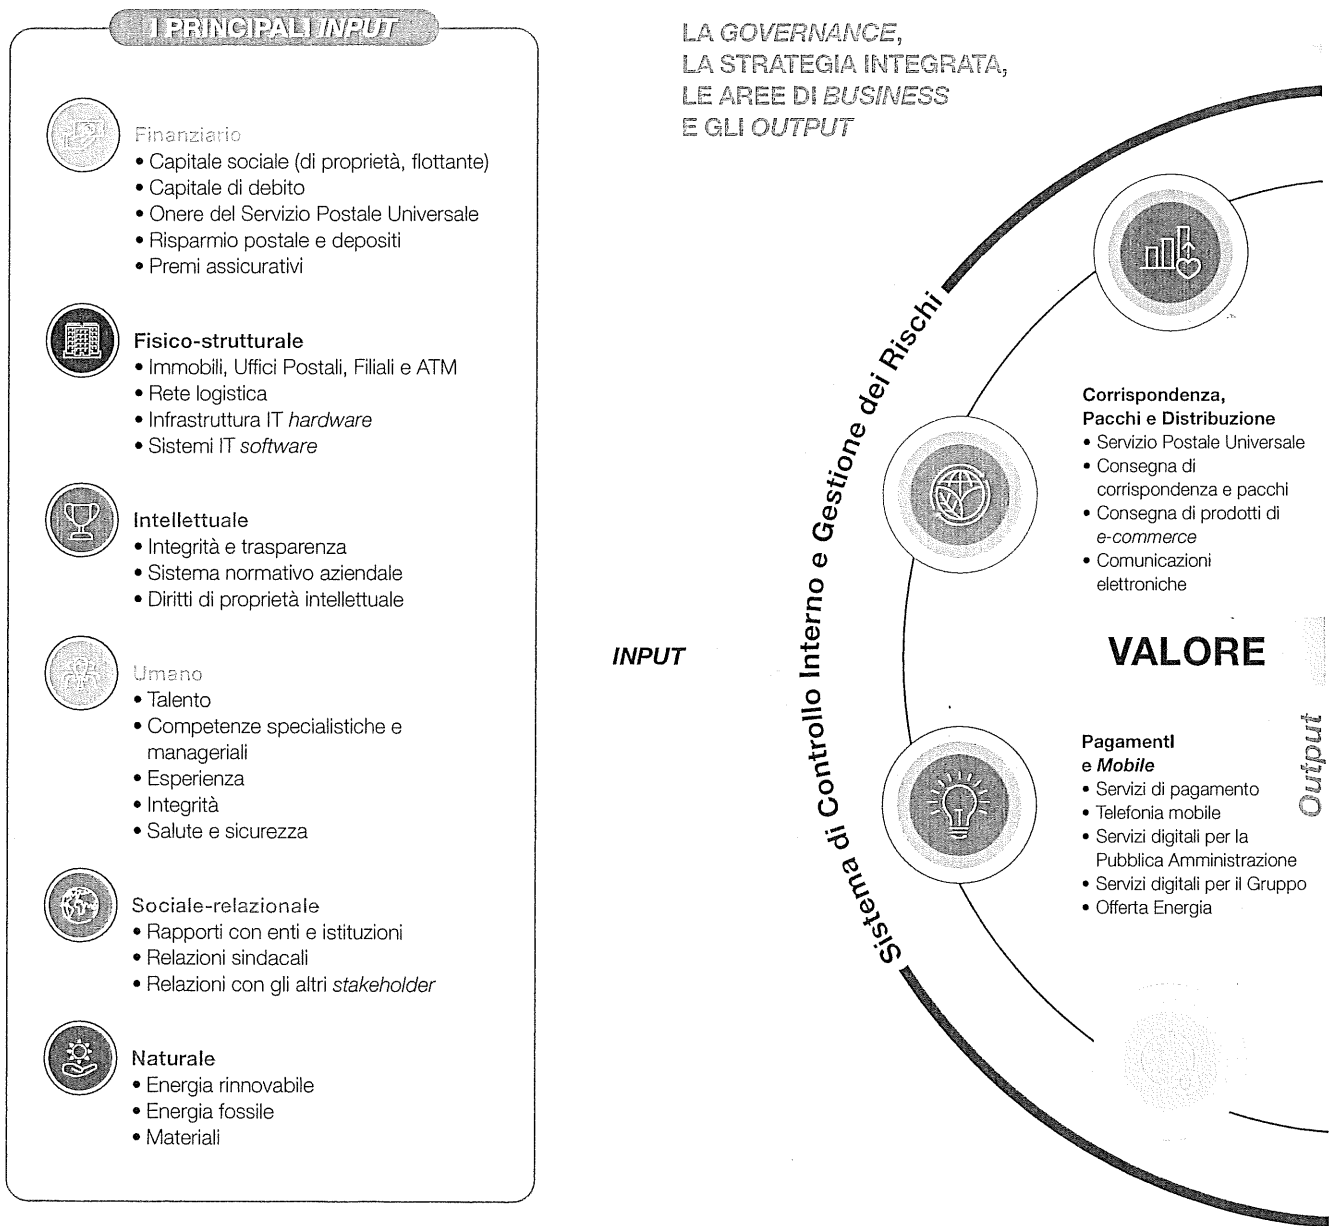 I PRINCIPALI INPUT
Finanziario
• Capitale sociale (di proprietà, flottante)
• Capitale di debito
• Onere del Servizio Postale Universale
• Risparmio postale e depositi
• Premi assicurativi
Fisico-strutturale
• Immobili, Uffici Postali, Filiali e ATM
• Rete logistica
• Infrastruttura IT hardware
• Sistemi IT software
Intellettuale
• Integrità e trasparenza
• Sistema normativo aziendale
• Diritti di proprietà intellettuale
Umano
• Talento
• Competenze specialistiche e
manageriali
• Esperienza
• Integrità
• Salute e sicurezza
Sociale-relazionale
• Rapporti con enti e istituzioni
• Relazioni sindacali
• Relazioni con gli altri stakeholder
Naturale
• Energia rinnovabile
• Energia fossile
• Materiali
LA GOVERNANCE,
LA STRATEGIA INTEGRATA,
LE AREE DI BUSINESS
E GLI OUTPUT
INPUT
Sistema di Controllo Interno e Gestione dei Rischi
Corrispondenza,
Pacchi e Distribuzione
• Servizio Postale Universale
• Consegna di
corrispondenza e pacchi
• Consegna di prodotti di
e-commerce
• Comunicazioni
elettroniche
VALORE
Output
Pagamenti
e Mobile
• Servizi di pagamento
• Telefonia mobile
• Servizi digitali per la
Pubblica Amministrazione
• Servizi digitali per il Gruppo
• Offerta Energia